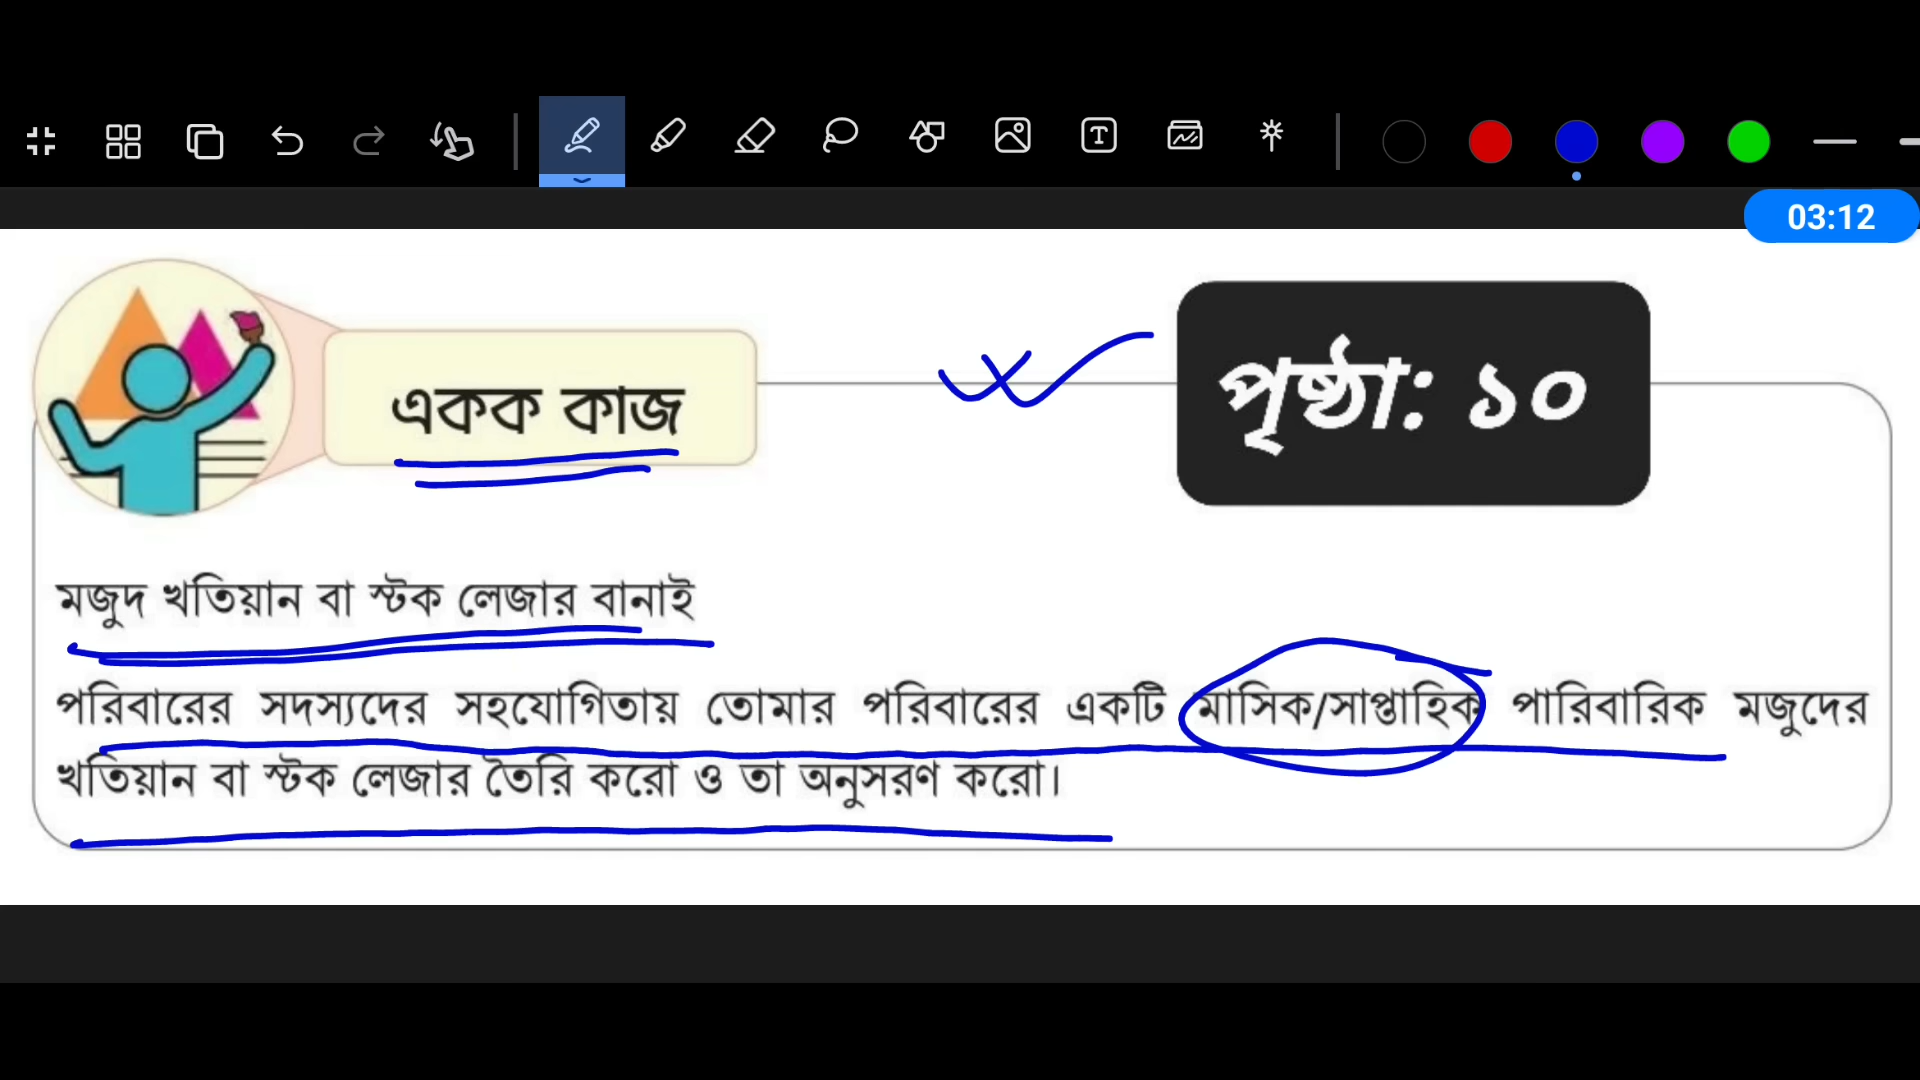 03:12
একক কাজ
পৃষ্ঠা: ১০
মজুদ খতিয়ান বা স্টক লেজার বানাই
পরিবারের সদস্যদের সহযোগিতায় তোমার পরিবারের একটি মাসিক/সাপ্তাহিক পারিবারিক মজুদের
খতিয়ান বা স্টক লেজার তৈরি করো ও তা অনুসরণ করো।